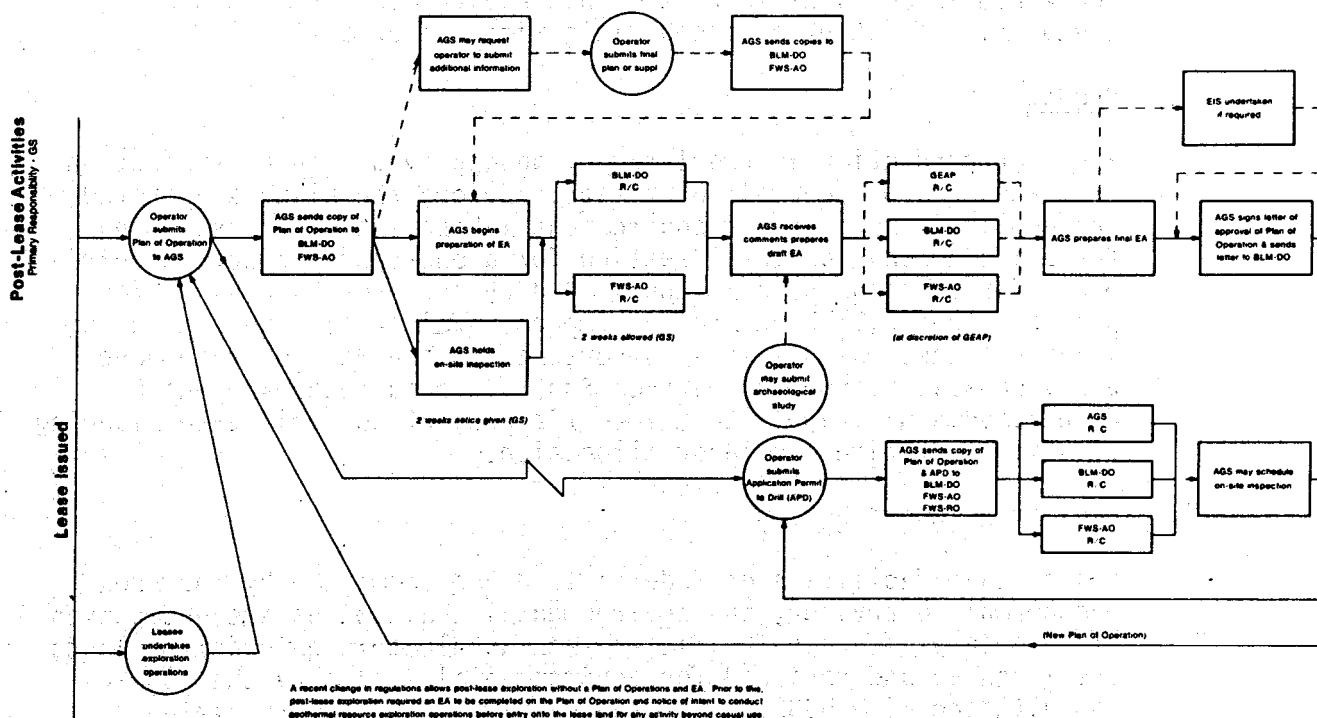 Post-Lease Activities
Primary Responsibility - GS
Lease issued
AGS may request
operator to submit
additional information
Operator
submits final
plan or suppl
AGS sends copies to
BLM-DO
FWS-AO
EIS undertaken
if required
Operator
submits
Plan of Operation
to AGS
AGS sends copy of
Plan of Operation to
BLM-DO
FWS-AO
AGS begins
preparation of EA
BLM-DO
R/C
FWS-AO
R/C
2 weeks allowed (GS)
AGS holds
on-site inspection
2 weeks notice given (GS)
AGS receives
comments prepares
draft EA
GEAP
R/C
BLM-DO
R/C
FWS-AO
R/C
(at discretion of GEAP)
AGS prepares final EA
AGS signs letter of
approval of Plan of
Operation & sends
letter to BLM-DO
Operator
may submit
archaeological
study
Operator
submits
Application Permit
to Drill (APD)
AGS sends copy of
Plan of Operation
& APD to
BLM-DO
FWS-AO
FWS-RO
AGS
R/C
BLM-DO
R/C
FWS-AO
R/C
AGS may schedule
on-site inspection
(New Plan of Operation)
Leasee
undertakes
exploration
operations
A recent change in regulations allows post-lease exploration without a Plan of Operations and EA. Prior to this,
post-lease exploration required an EA to be completed on the Plan of Operation and notice of intent to conduct
geothermal resource exploration operations before entry onto the lease land for any activity beyond casual use